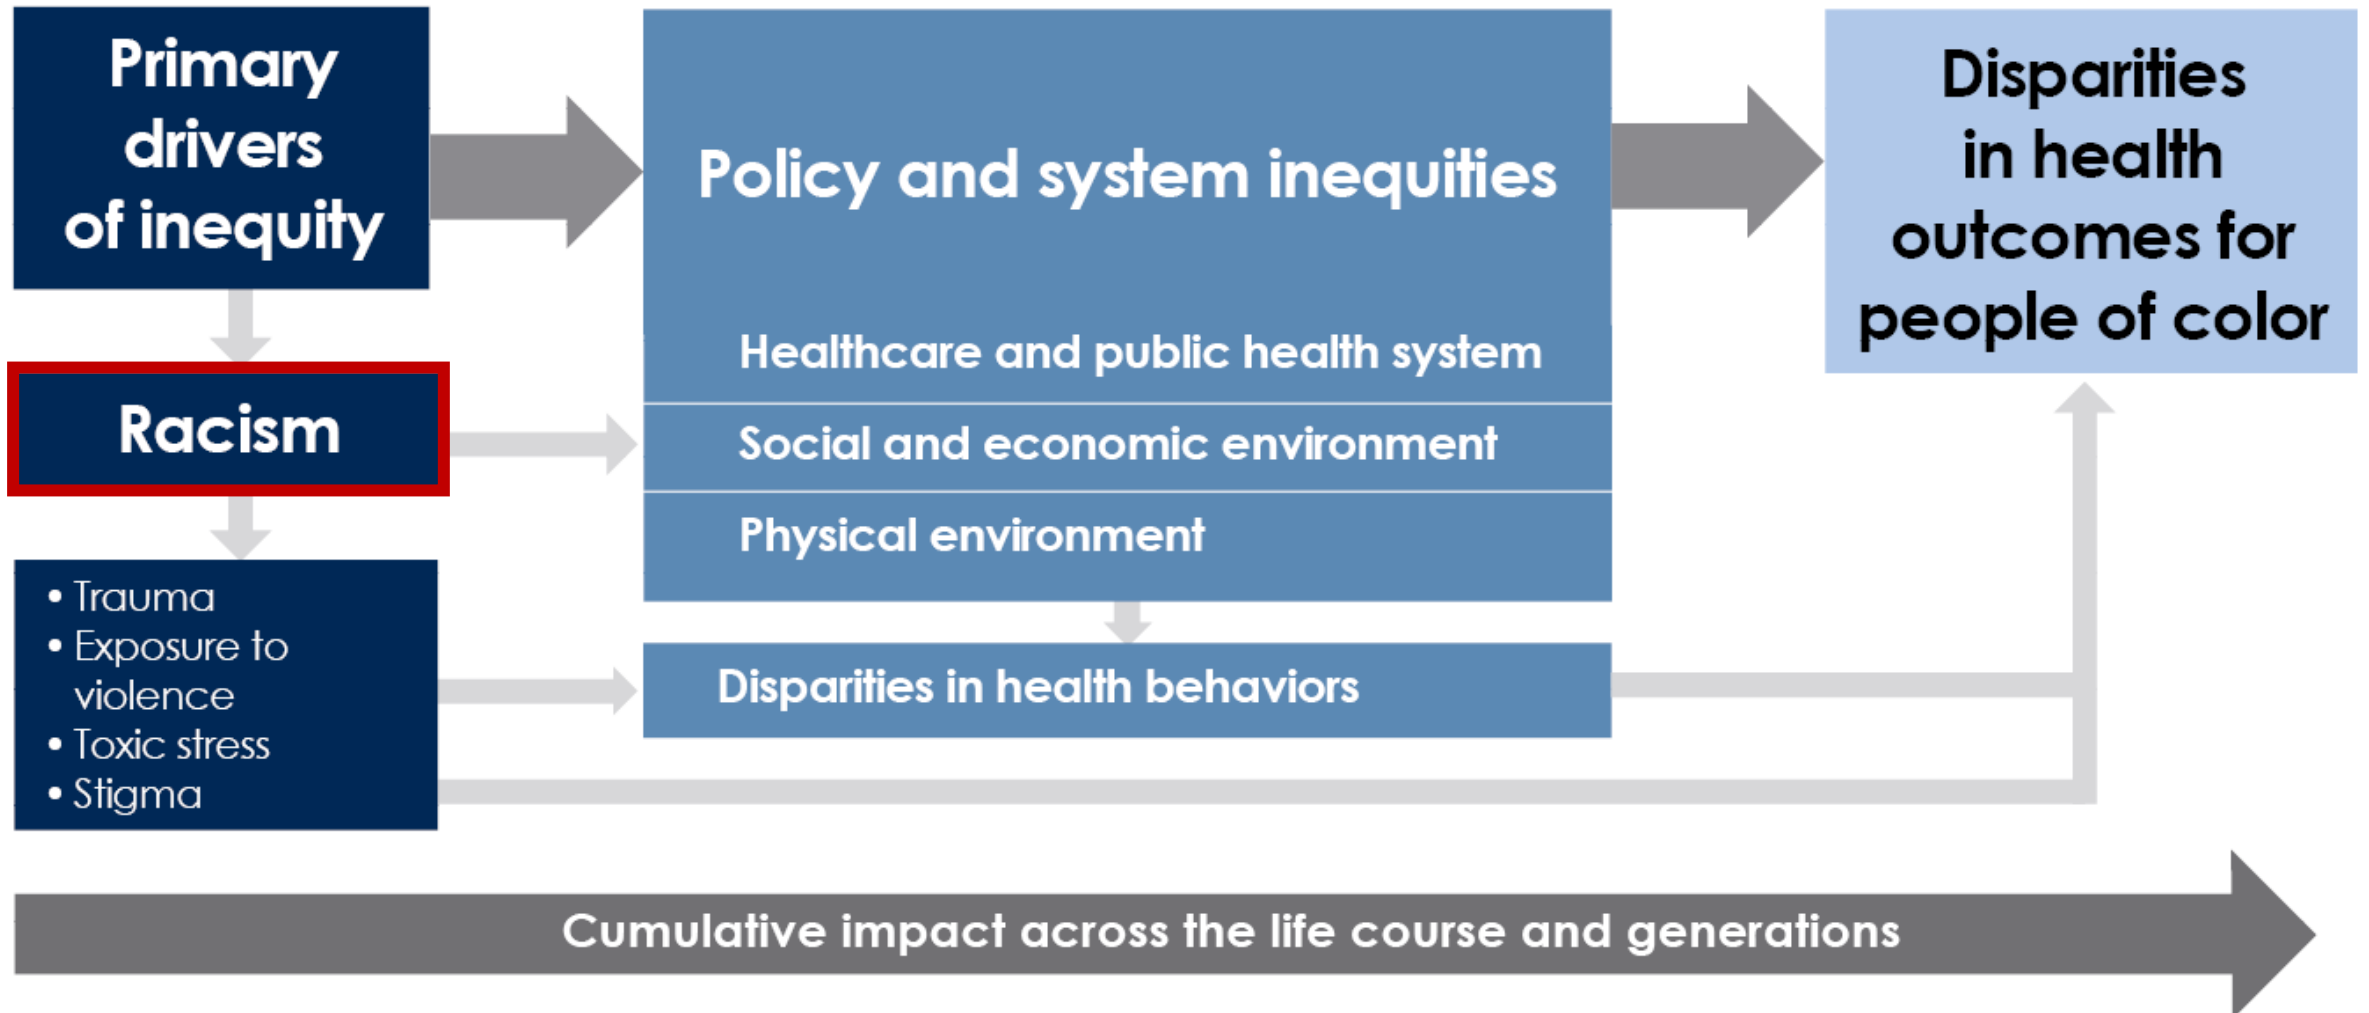 Primary
drivers
of inequity
Racism
• Trauma
• Exposure to
violence
• Toxic stress
• Stigma
Policy and system inequities
Healthcare and public health system
Social and economic environment
Physical environment
Disparities in health behaviors
Disparities
in health
outcomes for
people of color
Cumulative impact across the life course and generations